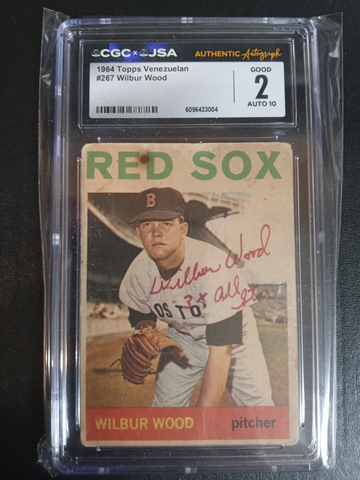 CGC x JSA
AUTHENTIC Autograph
1964 Topps Venezuelan
#267 Wilbur Wood
GOOD
2
AUTO 10
6096423004
RED SOX
B
Wilbur Wood
3x All
Star
OSTO
WILBUR WOOD
pitcher